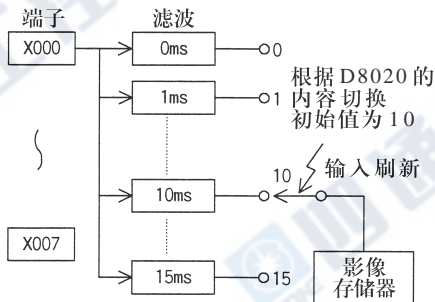 端子
滤波
X000
0ms
0
1ms
1
根据D8020的
内容切换
初始值为10
10ms
10
输入刷新
X007
15ms
15
影像
存储器